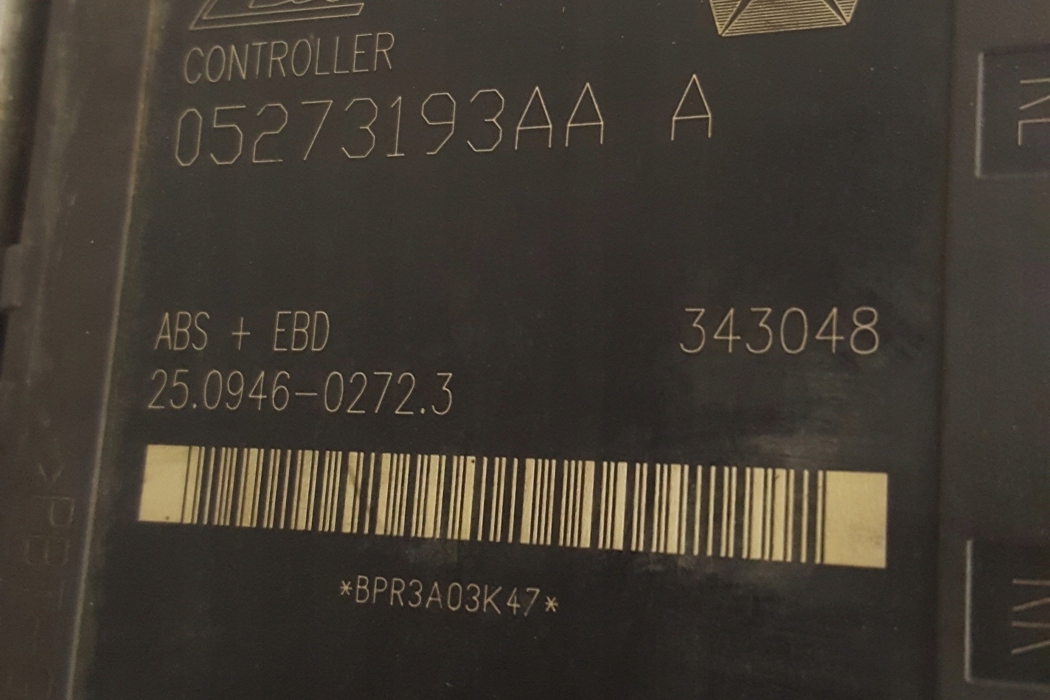 CONTROLLER
05273193AA A
ABS + EBD 343048
25.0946-0272.3
*BPR3A03K47*